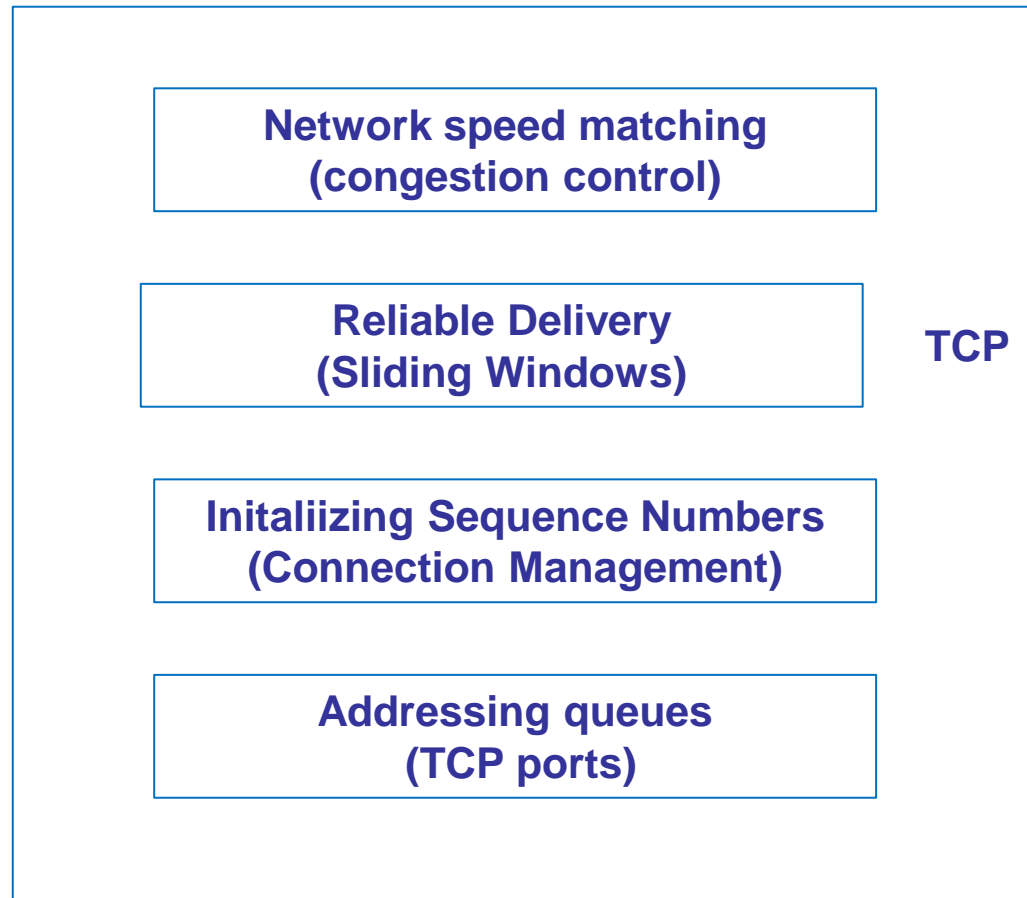 Network speed matching
(congestion control)
Reliable Delivery
(Sliding Windows)
TCP
Initaliizing Sequence Numbers
(Connection Management)
Addressing queues
(TCP ports)